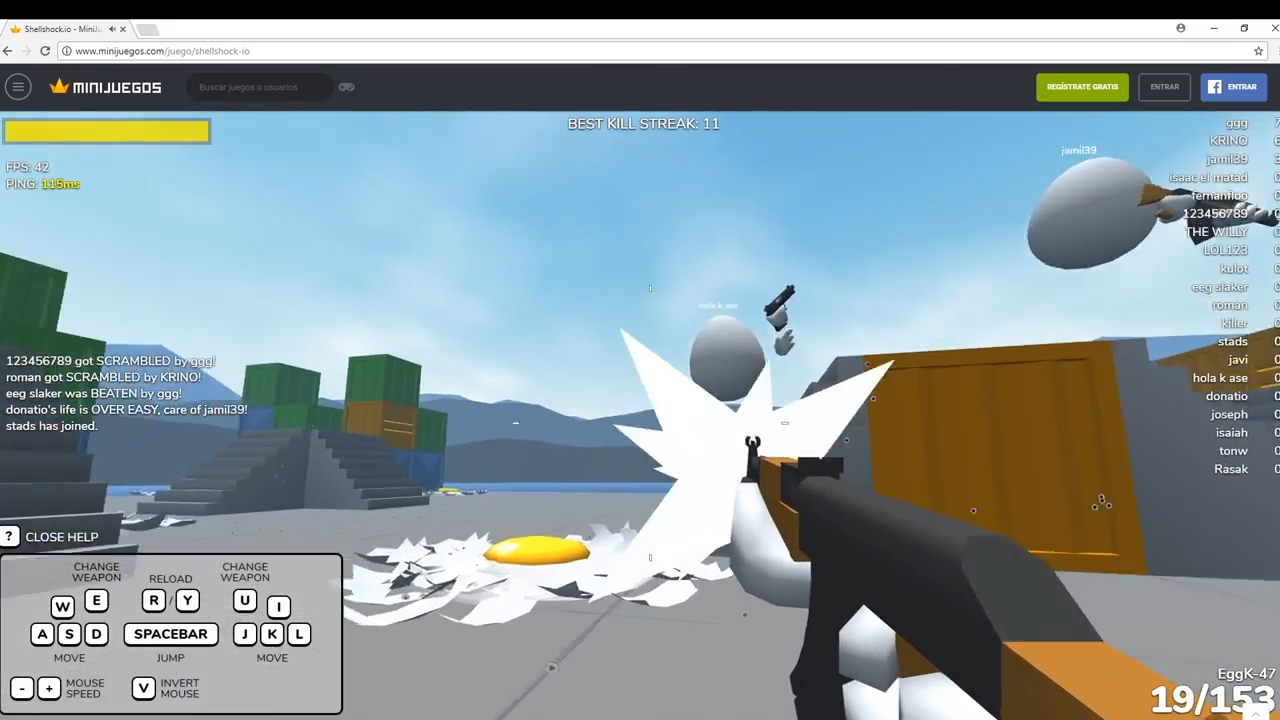 Shellshock.io - MiniJu
www.minijuegos.com/juego/shellshock-io
MINIJUEGOS
Buscar juegos o usuarios
REGÍSTRATE GRATIS
ENTRAR
ENTRAR
BEST KILL STREAK: 11
FPS: 42
PING: 115ms
jamil39
hola k ase
ggg 7
KRINO 6
jamil39 3
isaac el matad 0
fernanfloo 0
123456789 0
THE WILLY 0
LOL123 0
kulot 0
eeg slaker 0
roman 0
killer 0
stads 0
javi 0
hola k ase 0
donatio 0
joseph 0
isaiah 0
tonw 0
Rasak 0
123456789 got SCRAMBLED by ggg!
roman got SCRAMBLED by KRINO!
eeg slaker was BEATEN by ggg!
donatio's life is OVER EASY, care of jamil39!
stads has joined.
? CLOSE HELP
CHANGE WEAPON
RELOAD
CHANGE WEAPON
W E R / Y U I
A S D SPACEBAR J K L
MOVE JUMP MOVE
- + MOUSE SPEED
V INVERT MOUSE
EggK-47
19/153